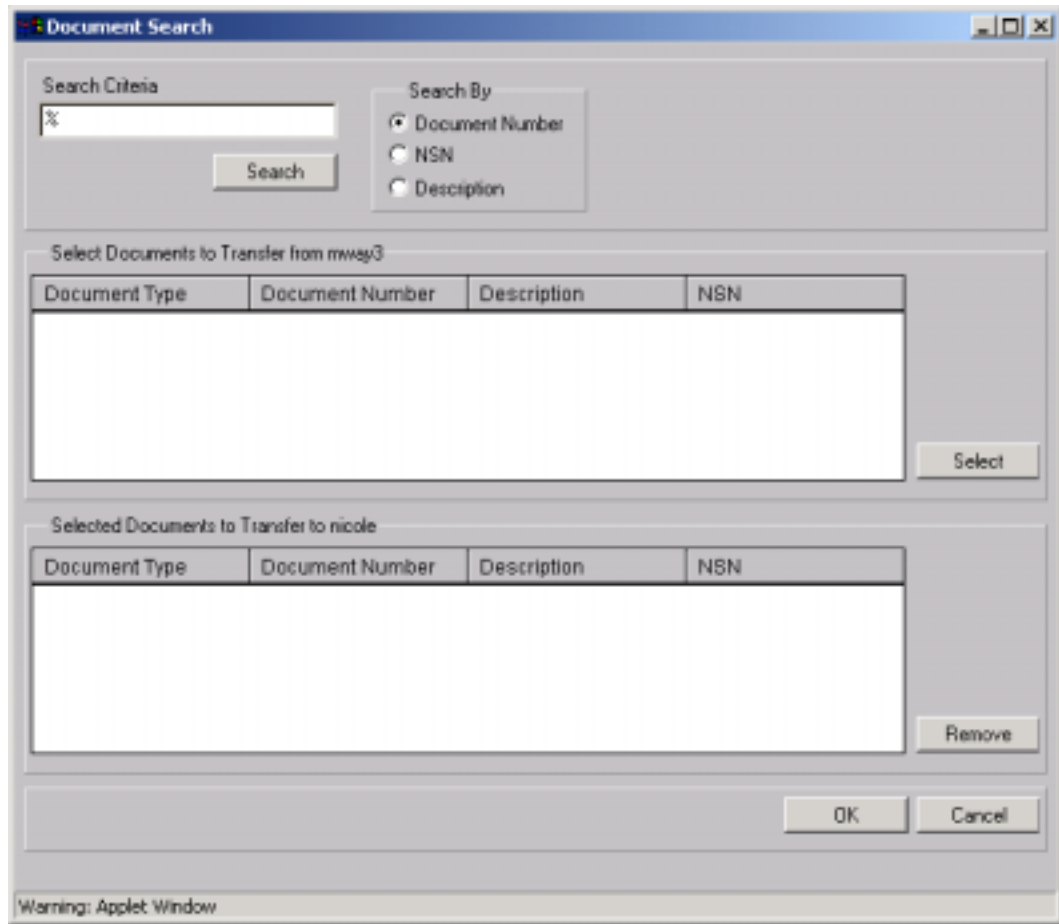 Document Search
Search Criteria
%
Search
Search By
Document Number
NSN
Description
Select Documents to Transfer from mway3
Document Type Document Number Description NSN
Select
Selected Documents to Transfer to nicole
Document Type Document Number Description NSN
Remove
OK Cancel
Warning: Applet Window